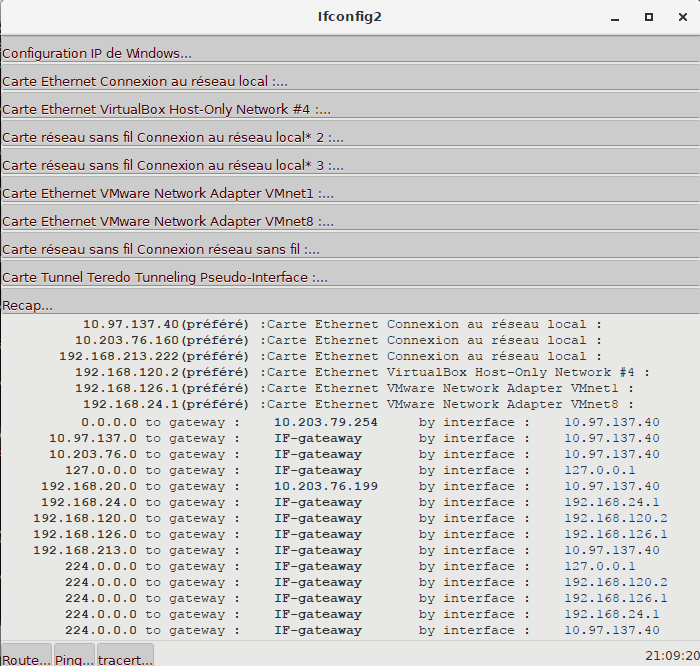 Ifconfig2
Configuration IP de Windows...
Carte Ethernet Connexion au réseau local :...
Carte Ethernet VirtualBox Host-Only Network #4 :...
Carte réseau sans fil Connexion au réseau local* 2 :...
Carte réseau sans fil Connexion au réseau local* 3 :...
Carte Ethernet VMware Network Adapter VMnet1 :...
Carte Ethernet VMware Network Adapter VMnet8 :...
Carte réseau sans fil Connexion réseau sans fil :...
Carte Tunnel Teredo Tunneling Pseudo-Interface :...
Recap...
10.97.137.40(préféré) :Carte Ethernet Connexion au réseau local :
10.203.76.160(préféré) :Carte Ethernet Connexion au réseau local :
192.168.213.222(préféré) :Carte Ethernet Connexion au réseau local :
192.168.120.2(préféré) :Carte Ethernet VirtualBox Host-Only Network #4 :
192.168.126.1(préféré) :Carte Ethernet VMware Network Adapter VMnet1 :
192.168.24.1(préféré) :Carte Ethernet VMware Network Adapter VMnet8 :
0.0.0.0 to gateway : 10.203.79.254 by interface : 10.97.137.40
10.97.137.0 to gateway : IF-gateaway by interface : 10.97.137.40
10.203.76.0 to gateway : IF-gateaway by interface : 10.97.137.40
127.0.0.0 to gateway : IF-gateaway by interface : 127.0.0.1
192.168.20.0 to gateway : 10.203.76.199 by interface : 10.97.137.40
192.168.24.0 to gateway : IF-gateaway by interface : 192.168.24.1
192.168.120.0 to gateway : IF-gateaway by interface : 192.168.120.2
192.168.126.0 to gateway : IF-gateaway by interface : 192.168.126.1
192.168.213.0 to gateway : IF-gateaway by interface : 10.97.137.40
224.0.0.0 to gateway : IF-gateaway by interface : 127.0.0.1
224.0.0.0 to gateway : IF-gateaway by interface : 192.168.120.2
224.0.0.0 to gateway : IF-gateaway by interface : 192.168.126.1
224.0.0.0 to gateway : IF-gateaway by interface : 192.168.24.1
224.0.0.0 to gateway : IF-gateaway by interface : 10.97.137.40
Route... Ping... tracert... 21:09:20